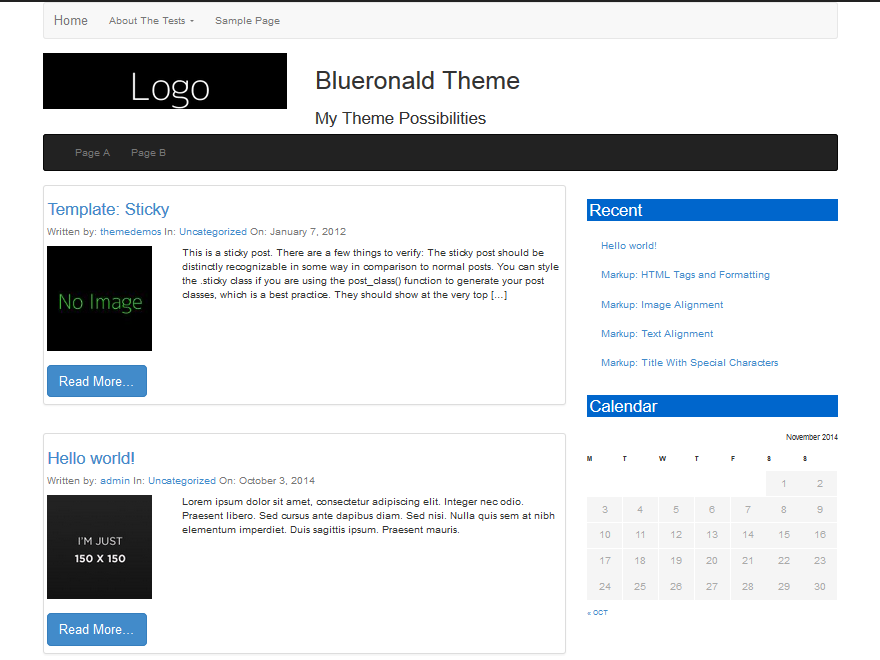 Home About The Tests Sample Page
Logo
Blueronald Theme
My Theme Possibilities
Page A Page B
Template: Sticky
Written by: themedemos In: Uncategorized On: January 7, 2012
No Image
This is a sticky post. There are a few things to verify: The sticky post should be
distinctly recognizable in some way in comparison to normal posts. You can style
the .sticky class if you are using the post_class() function to generate your post
classes, which is a best practice. They should show at the very top [...]
Read More...
Hello world!
Written by: admin In: Uncategorized On: October 3, 2014
I'M JUST
150 X 150
Lorem ipsum dolor sit amet, consectetur adipiscing elit. Integer nec odio.
Praesent libero. Sed cursus ante dapibus diam. Sed nisi. Nulla quis sem at nibh
elementum imperdiet. Duis sagittis ipsum. Praesent mauris.
Read More...
Recent
Hello world!
Markup: HTML Tags and Formatting
Markup: Image Alignment
Markup: Text Alignment
Markup: Title With Special Characters
Calendar
November 2014
M T W T F S S
1 2
3 4 5 6 7 8 9
10 11 12 13 14 15 16
17 18 19 20 21 22 23
24 25 26 27 28 29 30
« OCT